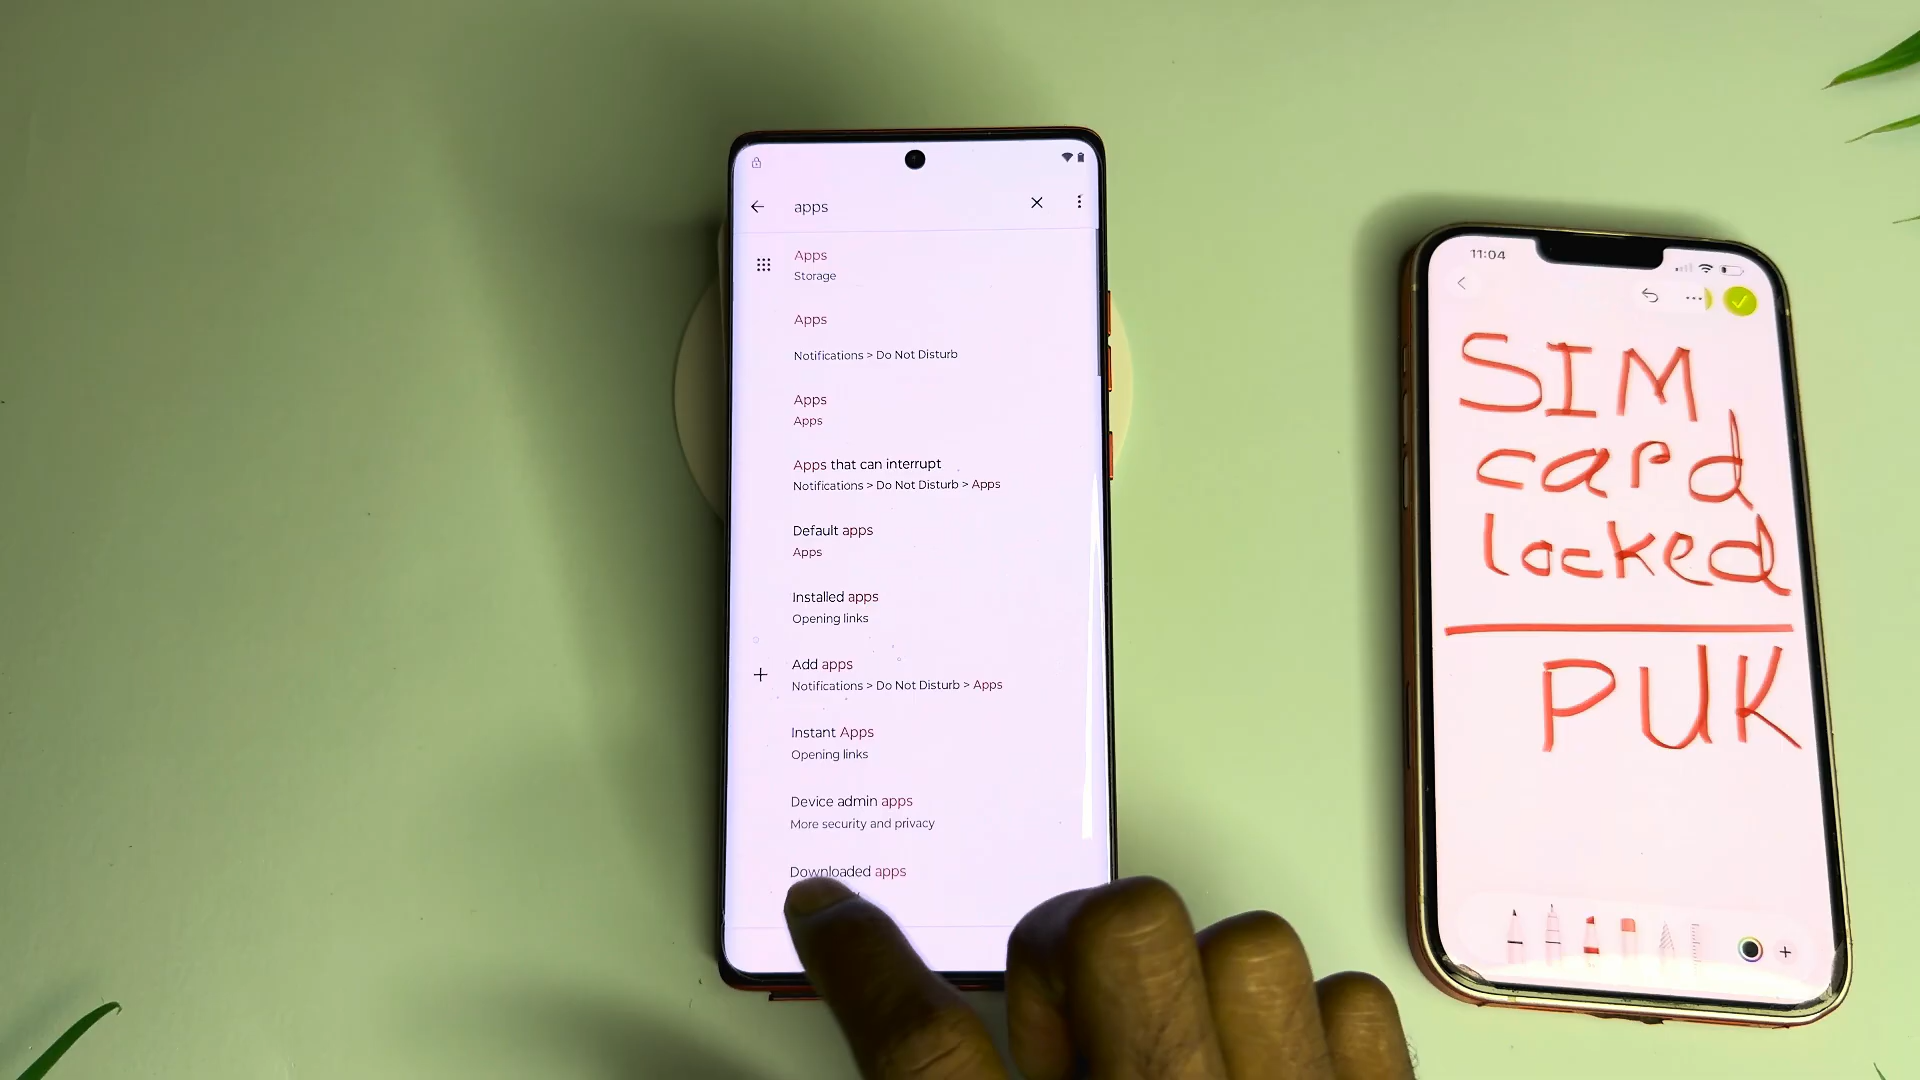 apps
Apps
Storage
Apps
Notifications > Do Not Disturb
Apps
Apps
Apps that can interrupt
Notifications > Do Not Disturb > Apps
Default apps
Apps
Installed apps
Opening links
Add apps
Notifications > Do Not Disturb > Apps
Instant Apps
Opening links
Device admin apps
More security and privacy
Downloaded apps
11:04
SIM
card
locked
PUK